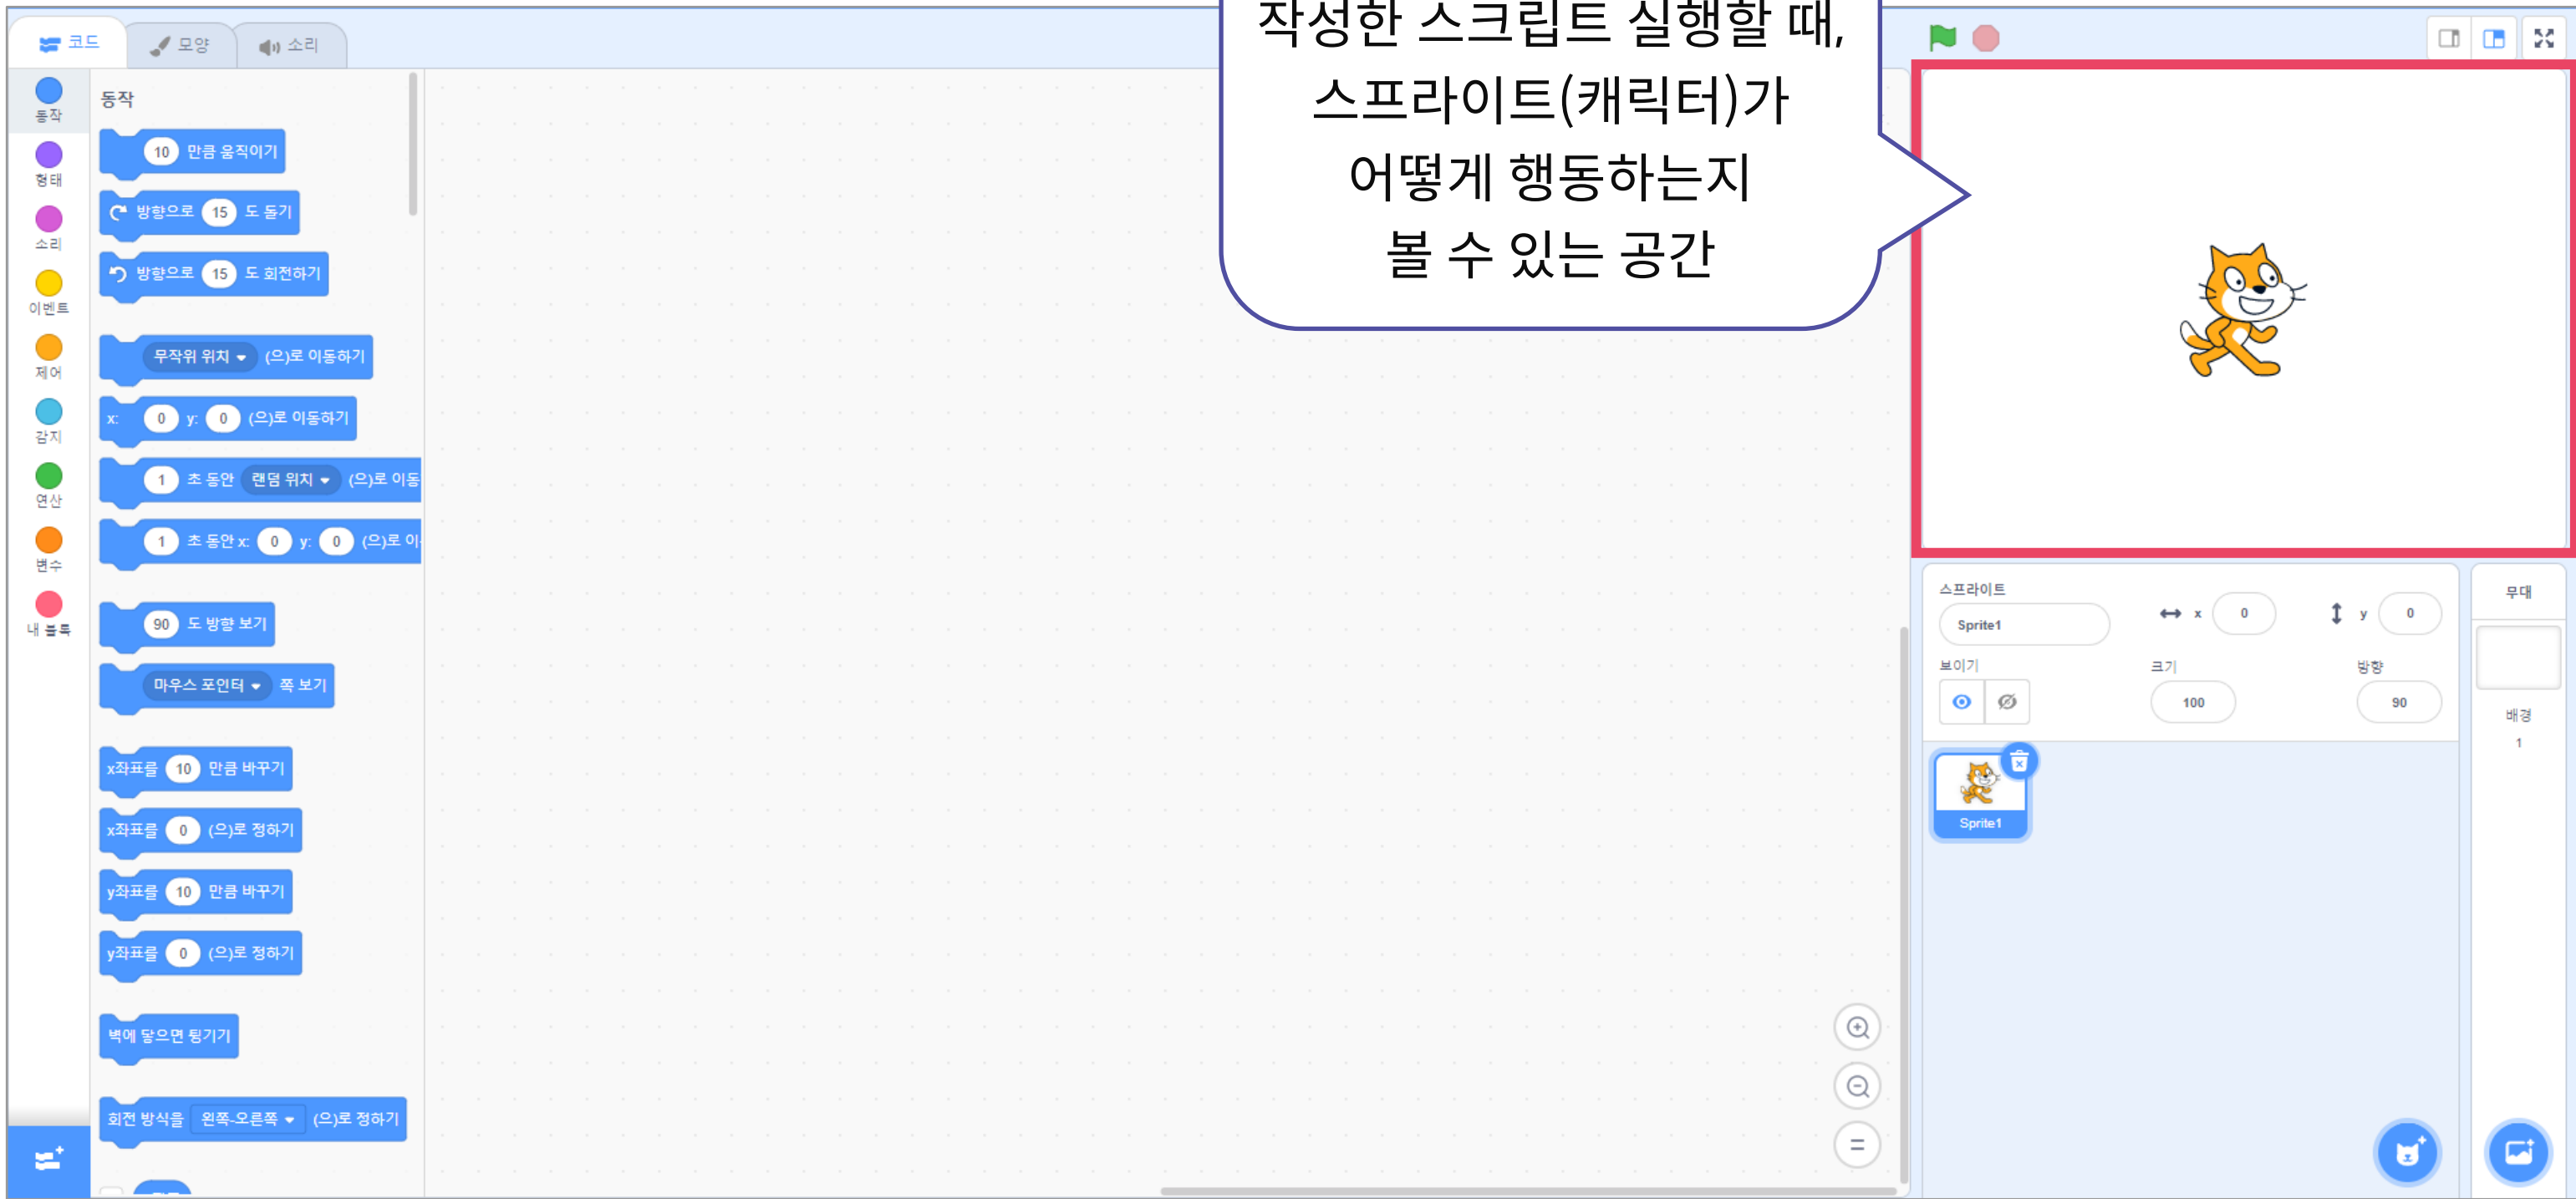 코드
모양
소리
작성한 스크립트 실행할 때,
스프라이트(캐릭터)가
어떻게 행동하는지
볼 수 있는 공간
동작
형태
소리
이벤트
제어
감지
연산
변수
내 블록
동작
10 만큼 움직이기
방향으로 15 도 돌기
방향으로 15 도 회전하기
무작위 위치 (으)로 이동하기
x: 0 y: 0 (으)로 이동하기
1 초 동안 랜덤 위치 (으)로 이동
1 초 동안 x: 0 y: 0 (으)로 이
90 도 방향 보기
마우스 포인터 쪽 보기
x좌표를 10 만큼 바꾸기
x좌표를 0 (으)로 정하기
y좌표를 10 만큼 바꾸기
y좌표를 0 (으)로 정하기
벽에 닿으면 튕기기
회전 방식을 왼쪽-오른쪽 (으)로 정하기
스프라이트
Sprite1
x 0
y 0
보이기
크기
100
방향
90
Sprite1
무대
배경
1